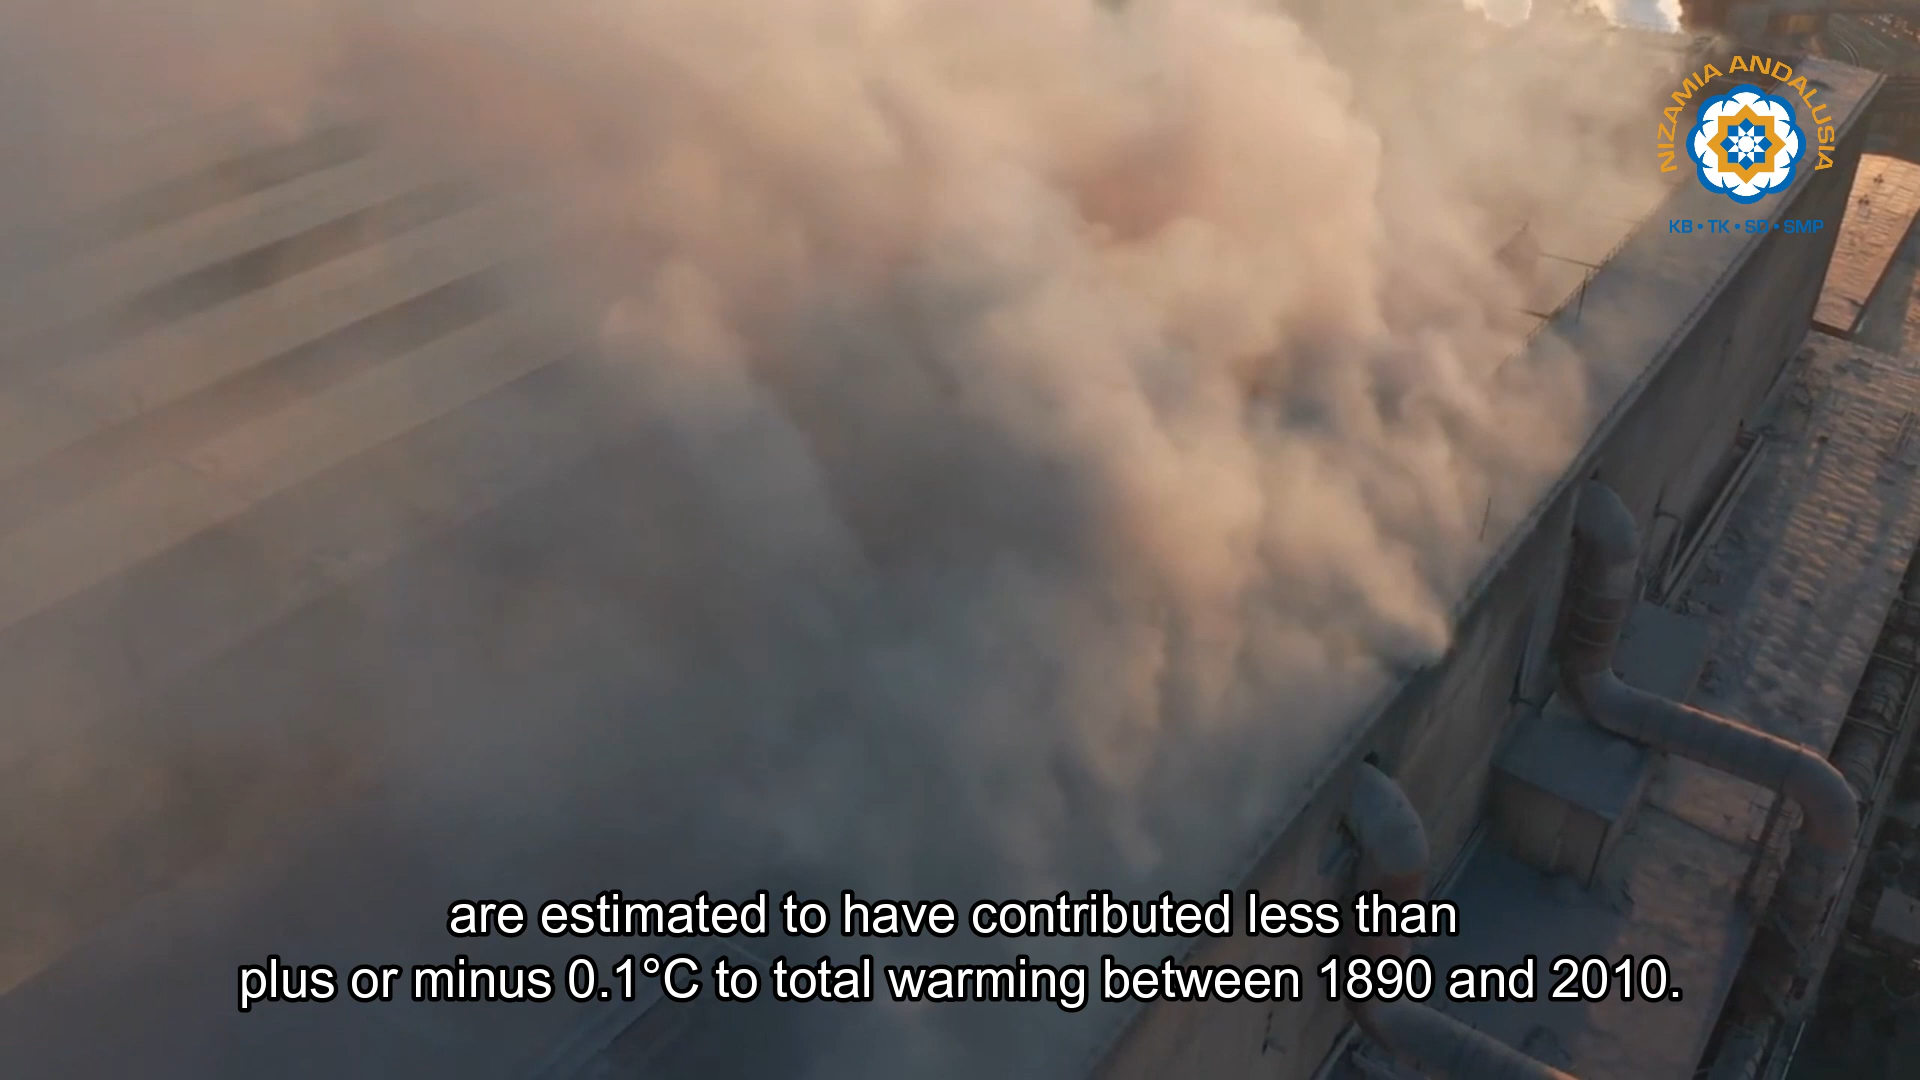 NIZAMIA ANDALUSIA
KB • TK • SD • SMP
are estimated to have contributed less than
plus or minus 0.1°C to total warming between 1890 and 2010.